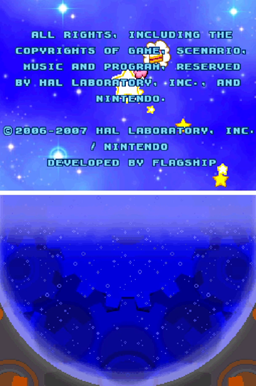 ALL RIGHTS, INCLUDING THE
COPYRIGHTS OF GAME, SCENARIO,
MUSIC AND PROGRAM, RESERVED
BY HAL LABORATORY, INC., AND
NINTENDO.
©2006-2007 HAL LABORATORY, INC.
/ NINTENDO
DEVELOPED BY FLAGSHIP